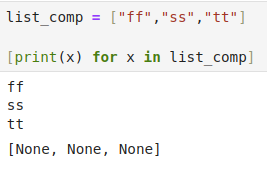 list_comp = ["ff","ss","tt"]
[print(x) for x in list_comp]
ff
ss
tt
[None, None, None]